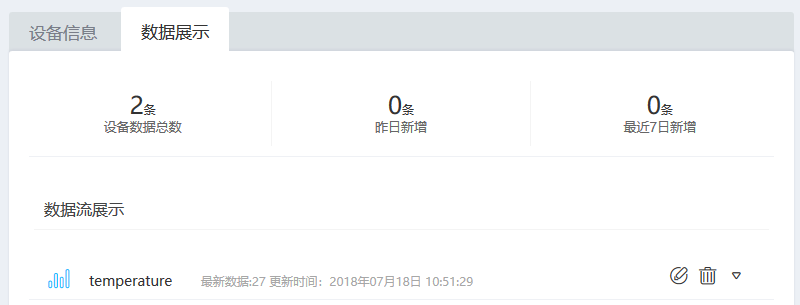 设备信息 数据展示
2条 0条 0条
设备数据总数 昨日新增 最近7日新增
数据流展示
temperature 最新数据:27 更新时间：2018年07月18日 10:51:29